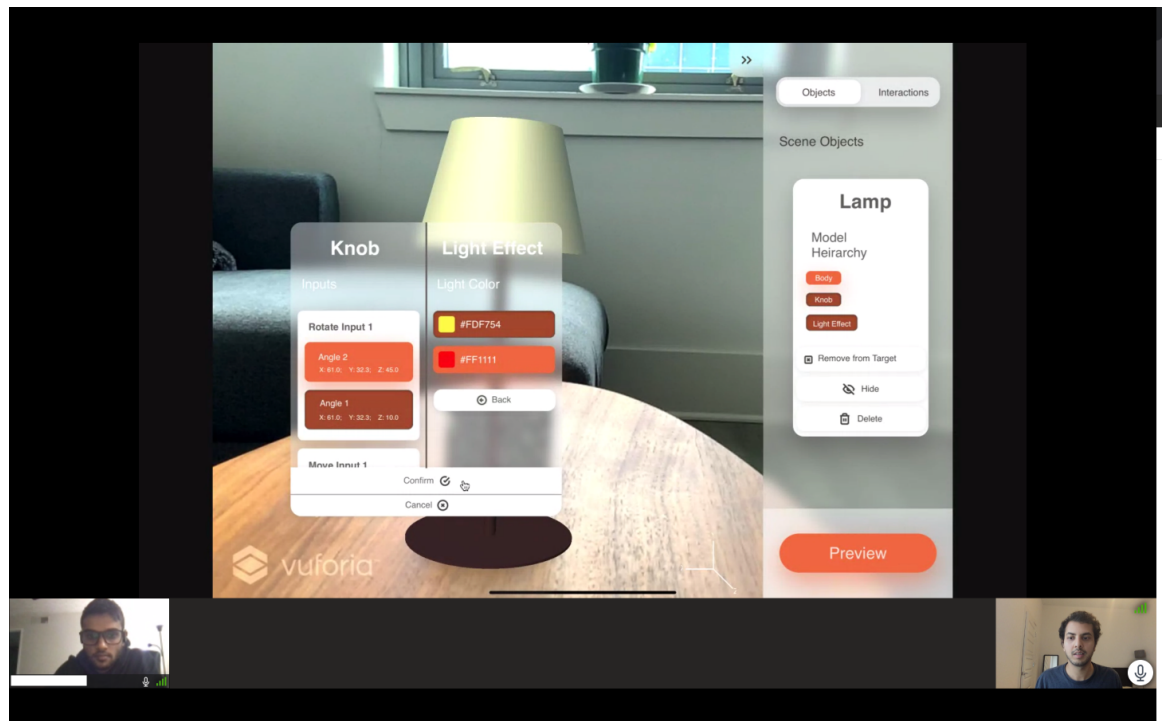 Objects
Interactions
Scene Objects
Lamp
Model
Heirarchy
Body
Knob
Light Effect
Remove from Target
Hide
Delete
Preview
Knob
Inputs
Rotate Input 1
Angle 2
X: 61.0; Y: 32.3; Z: 45.0
Angle 1
X: 61.0; Y: 32.3; Z: 10.0
Move Input 1
Light Effect
Light Color
#FDF754
#FF1111
Back
Confirm
Cancel
vuforia